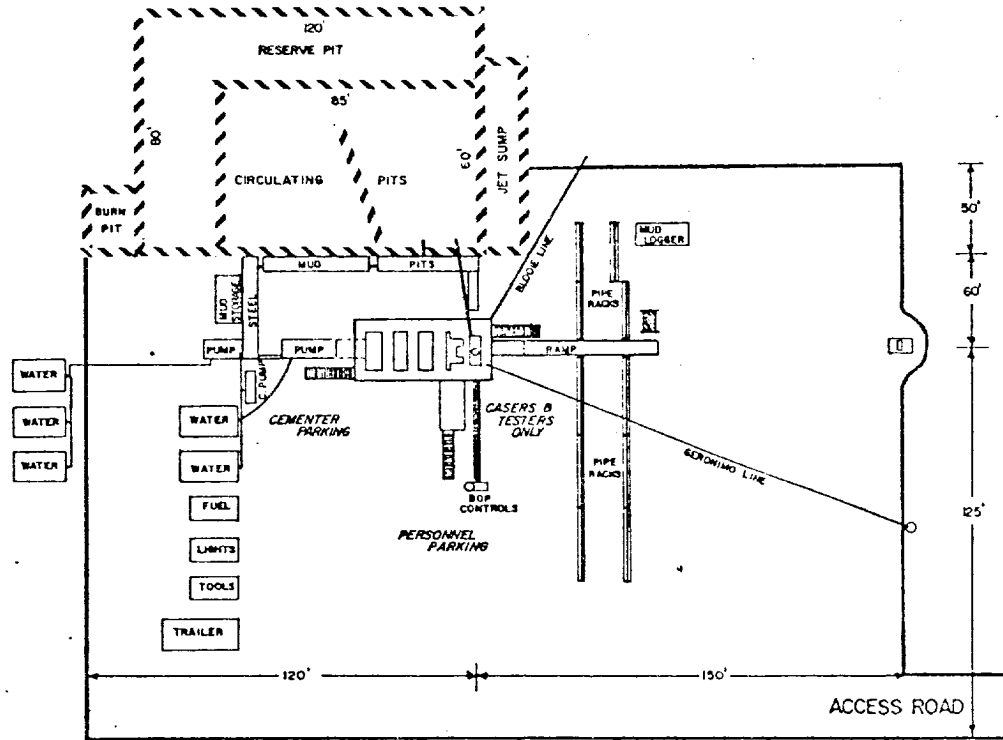 120'
RESERVE PIT
85'
80'
60'
JET SUMP
CIRCULATING PITS
BURN
PIT
50'
BLOOIE LINE
MUD
LOGGER
MUD PITS
MUD
STORAGE
STEEL
PIPE
RACKS
60'
PUMP
PUMP
RAMP
WATER
C. PUMP
WATER
WATER
CEMENTER
PARKING
CASERS &
TESTERS
ONLY
WATER
WATER
GERONIMO LINE
PIPE
RACKS
BOP
CONTROLS
FUEL
125'
PERSONNEL
PARKING
LIGHTS
TOOLS
TRAILER
120'
150'
ACCESS ROAD